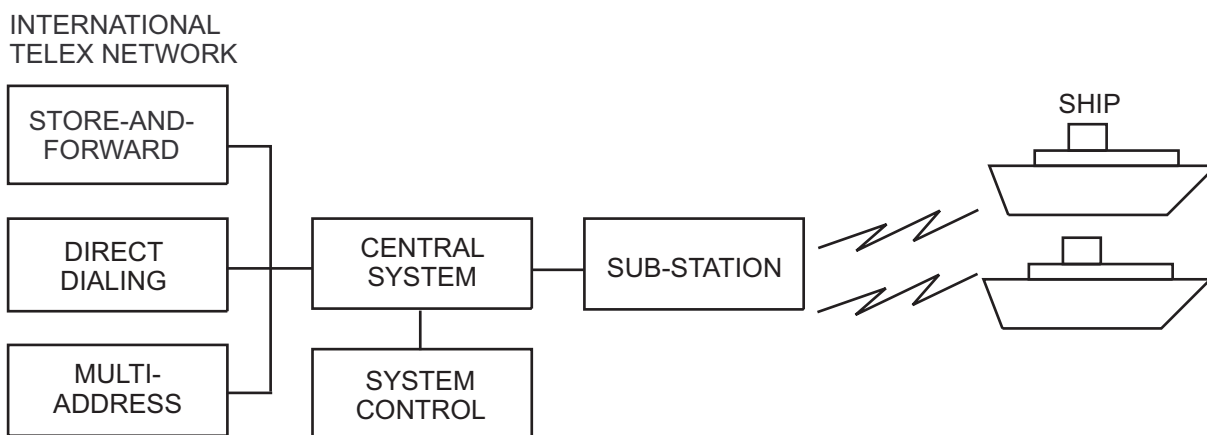 INTERNATIONAL
TELEX NETWORK
STORE-AND-
FORWARD
DIRECT
DIALING
MULTI-
ADDRESS
CENTRAL
SYSTEM
SYSTEM
CONTROL
SUB-STATION
SHIP